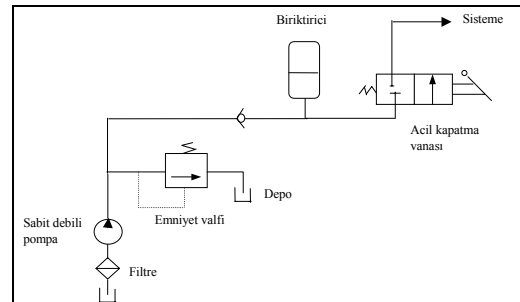 Biriktirici
Sisteme
Acil kapatma
vanası
Depo
Emniyet valfi
Sabit debili
pompa
Filtre